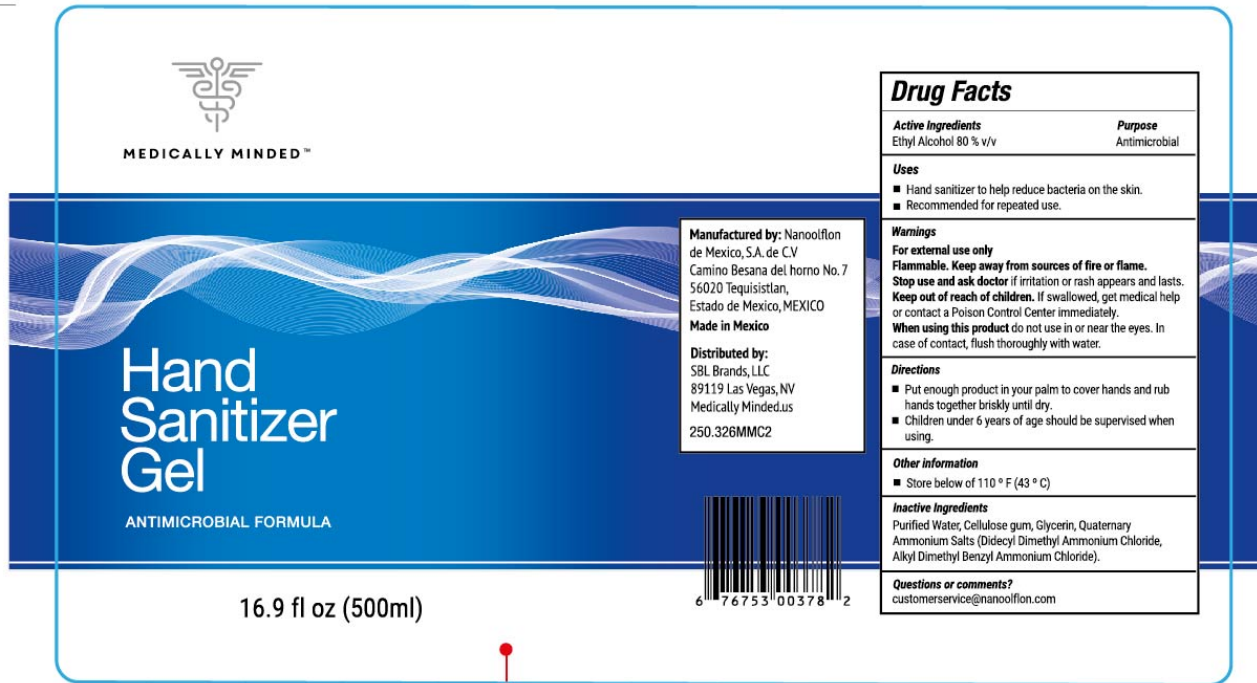 MEDICALLY MINDED™
Hand
Sanitizer
Gel
ANTIMICROBIAL FORMULA
16.9 fl oz (500ml)
Manufactured by: Nanoolflon
de Mexico, S.A. de C.V
Camino Besana del horno No. 7
56020 Tequisistlan,
Estado de Mexico, MEXICO
Made in Mexico
Distributed by:
SBL Brands, LLC
89119 Las Vegas, NV
Medically Minded.us
250.326MMC2
6 76753 00378 2
Drug Facts
Active Ingredients Purpose
Ethyl Alcohol 80 % v/v Antimicrobial
Uses
■ Hand sanitizer to help reduce bacteria on the skin.
■ Recommended for repeated use.
Warnings
For external use only
Flammable. Keep away from sources of fire or flame.
Stop use and ask doctor if irritation or rash appears and lasts.
Keep out of reach of children. If swallowed, get medical help
or contact a Poison Control Center immediately.
When using this product do not use in or near the eyes. In
case of contact, flush thoroughly with water.
Directions
■ Put enough product in your palm to cover hands and rub
hands together briskly until dry.
■ Children under 6 years of age should be supervised when
using.
Other information
■ Store below of 110 º F (43 º C)
Inactive Ingredients
Purified Water, Cellulose gum, Glycerin, Quaternary
Ammonium Salts (Didecyl Dimethyl Ammonium Chloride,
Alkyl Dimethyl Benzyl Ammonium Chloride).
Questions or comments?
customerservice@nanoolflon.com